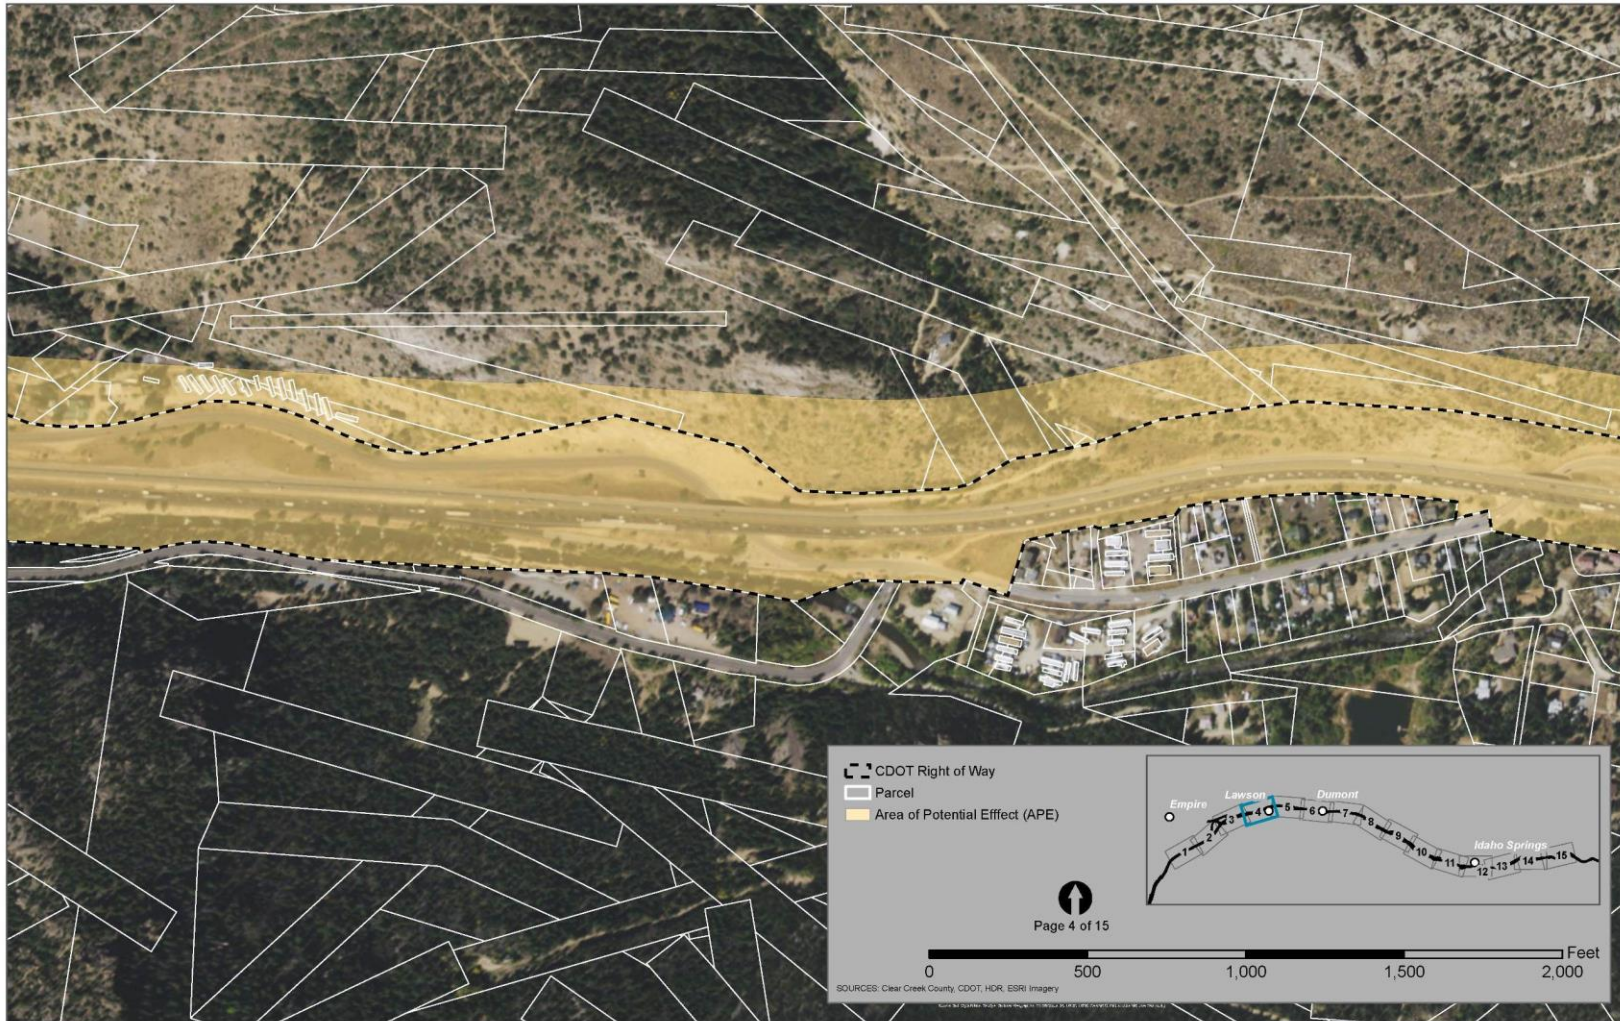 CDOT Right of Way
Parcel
Area of Potential Efffect (APE)
Empire
Lawson
Dumont
Idaho Springs
1
2
3
4
5
6
7
8
9
10
11
12
13
14
15
Page 4 of 15
Feet
0
500
1,000
1,500
2,000
SOURCES: Clear Creek County, CDOT, HDR, ESRI Imagery